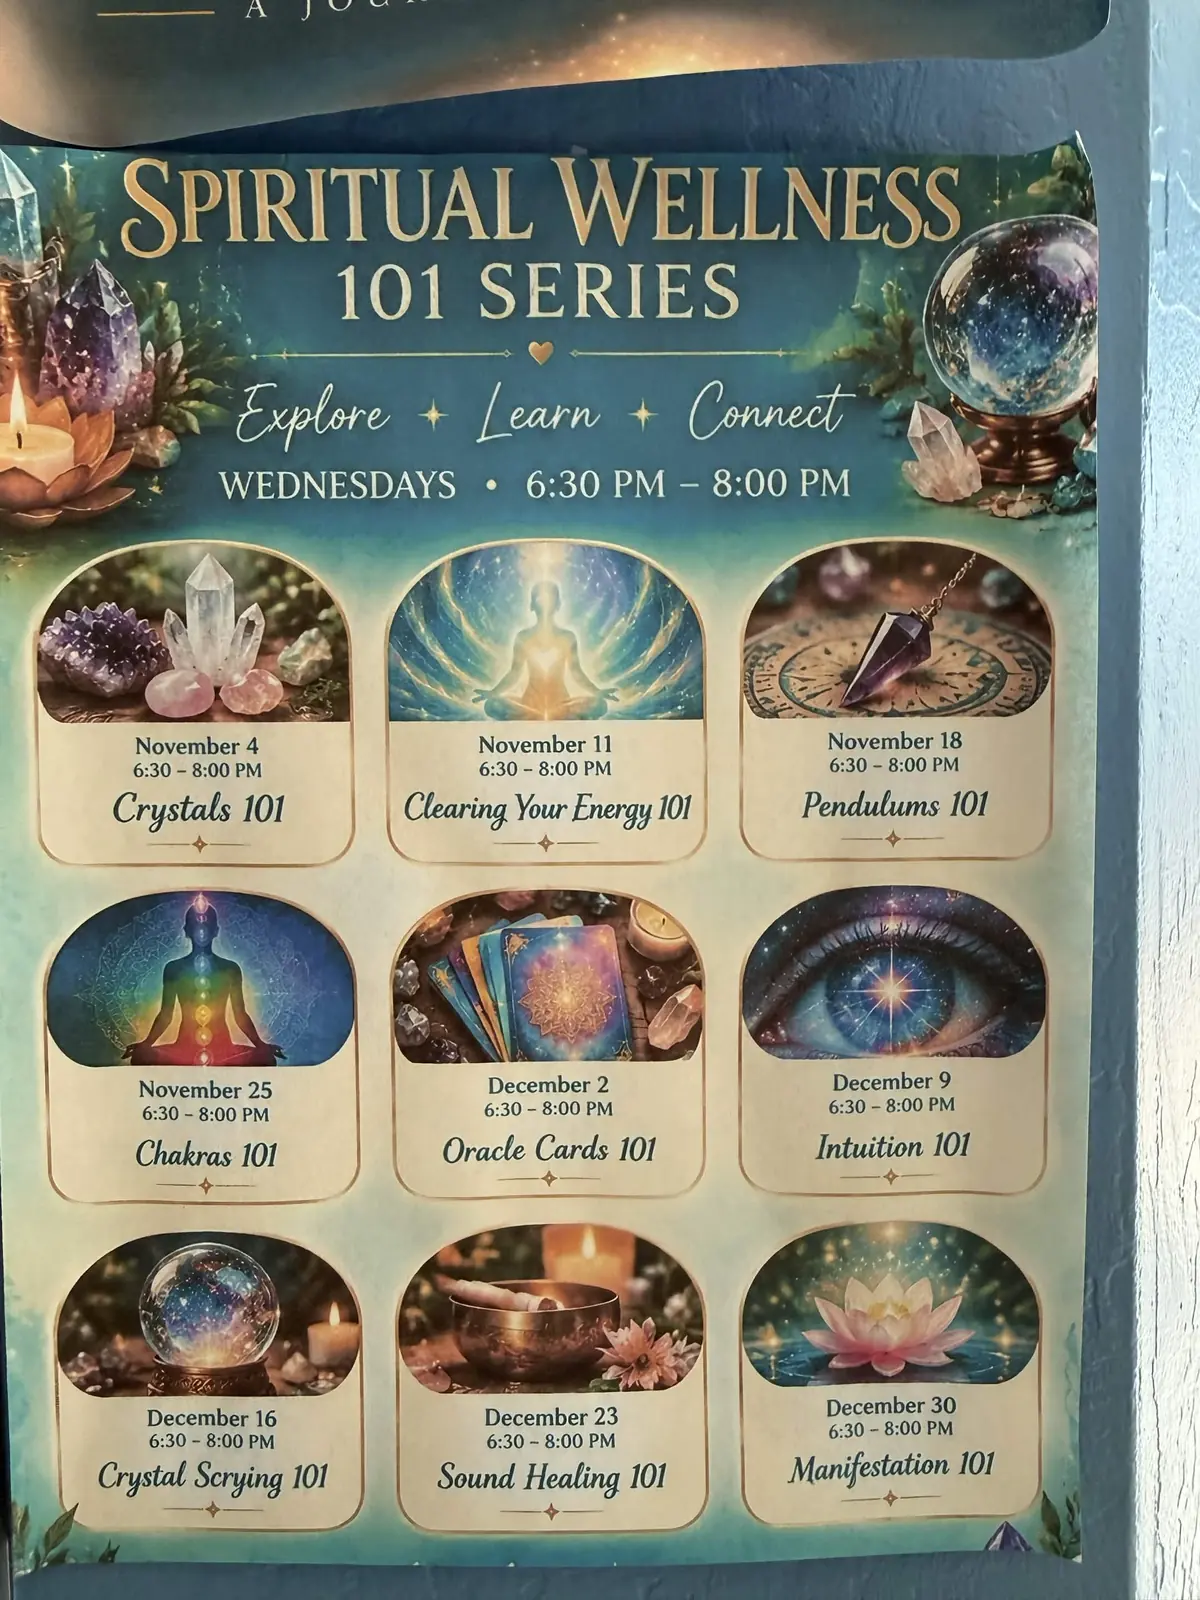 A
SPIRITUAL WELLNESS
101 SERIES
Explore ✦ Learn ✦ Connect
WEDNESDAYS • 6:30 PM – 8:00 PM
November 4
6:30 – 8:00 PM
Crystals 101
November 11
6:30 – 8:00 PM
Clearing Your Energy 101
November 18
6:30 – 8:00 PM
Pendulums 101
November 25
6:30 – 8:00 PM
Chakras 101
December 2
6:30 – 8:00 PM
Oracle Cards 101
December 9
6:30 – 8:00 PM
Intuition 101
December 16
6:30 – 8:00 PM
Crystal Scrying 101
December 23
6:30 – 8:00 PM
Sound Healing 101
December 30
6:30 – 8:00 PM
Manifestation 101